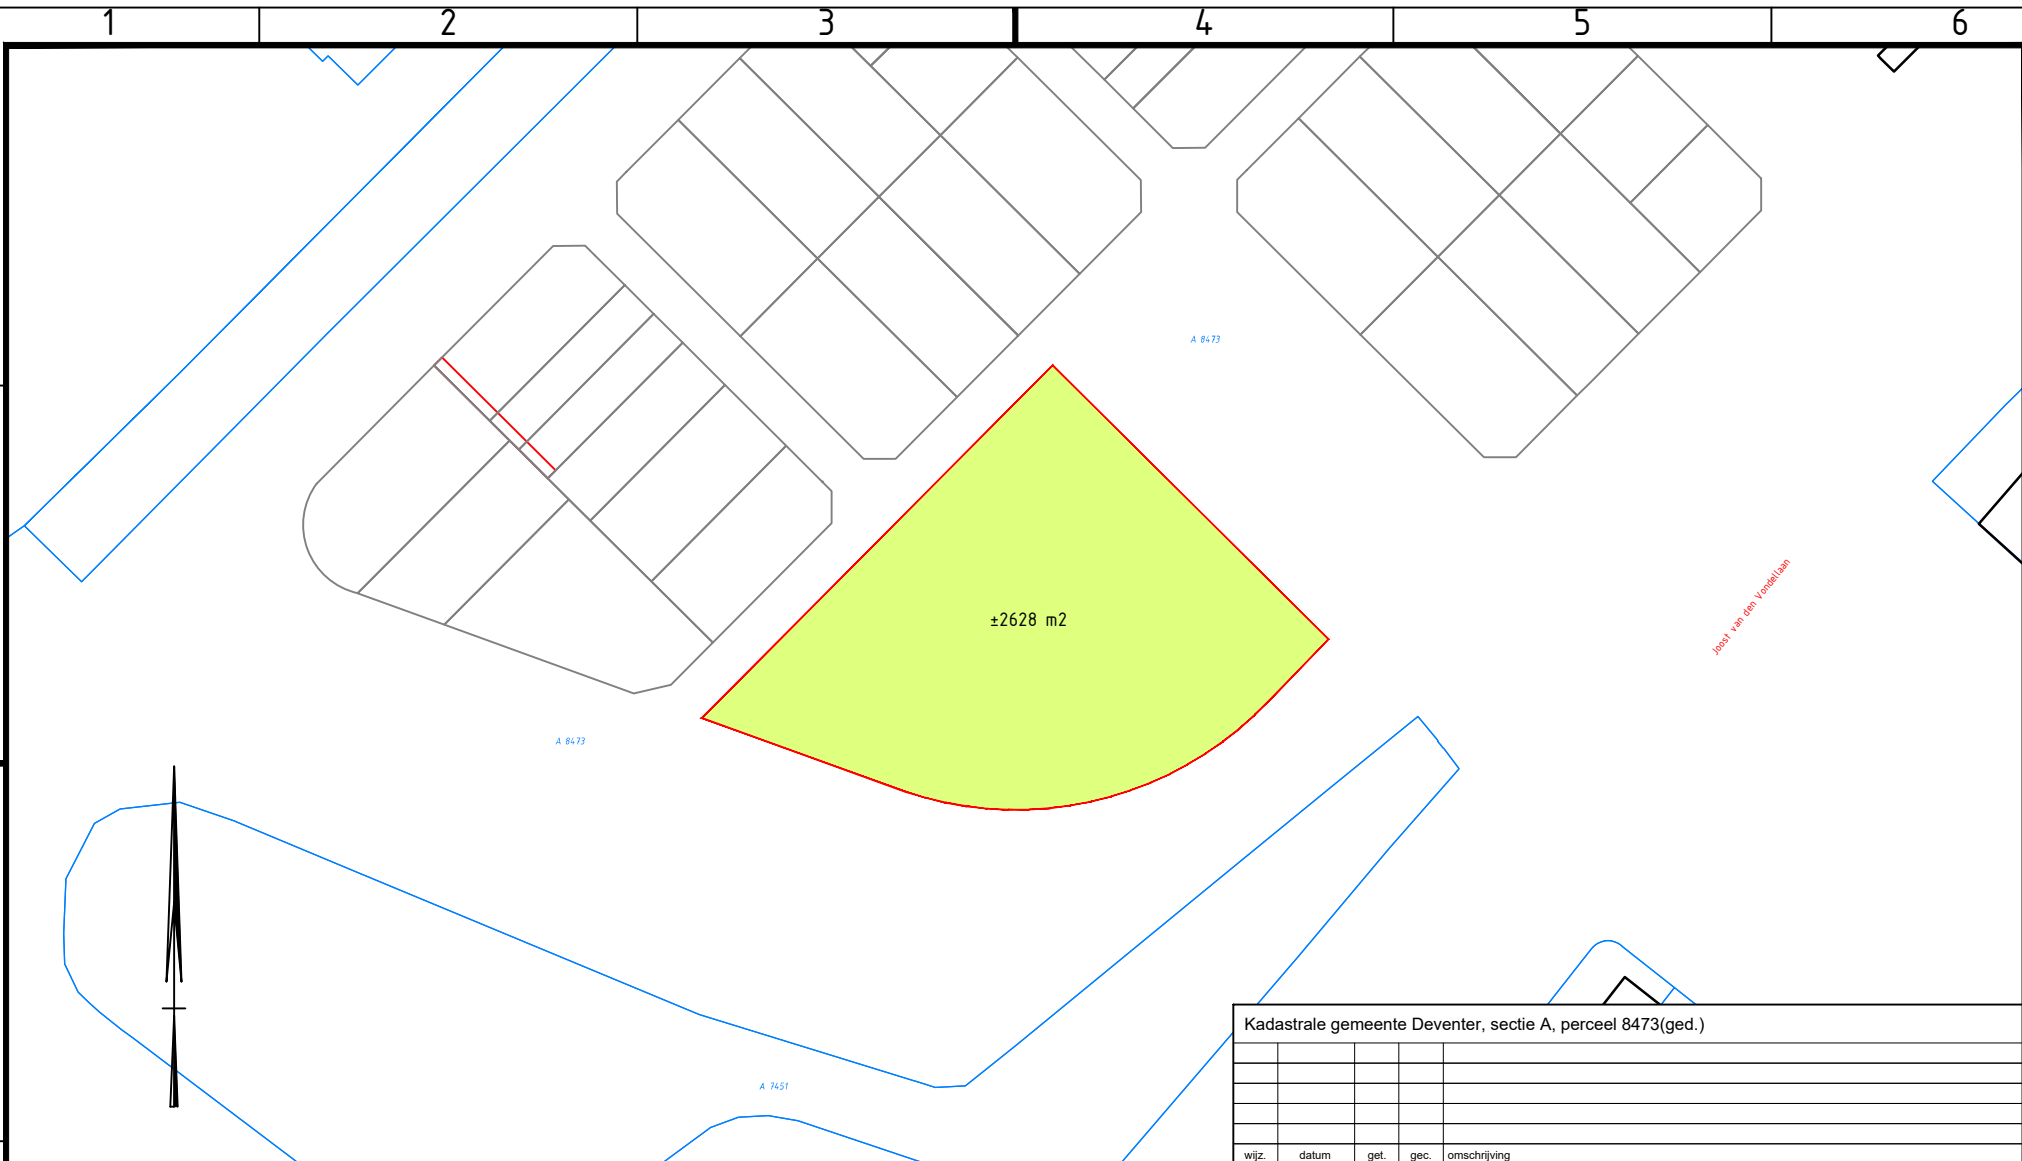 1 2 3 4 5 6
A 8473
±2628 m2
Joost van den Vondellaan
A 8473
Kadastrale gemeente Deventer, sectie A, perceel 8473(ged.)
A 7451
wijz. datum get. gec. omschrijving